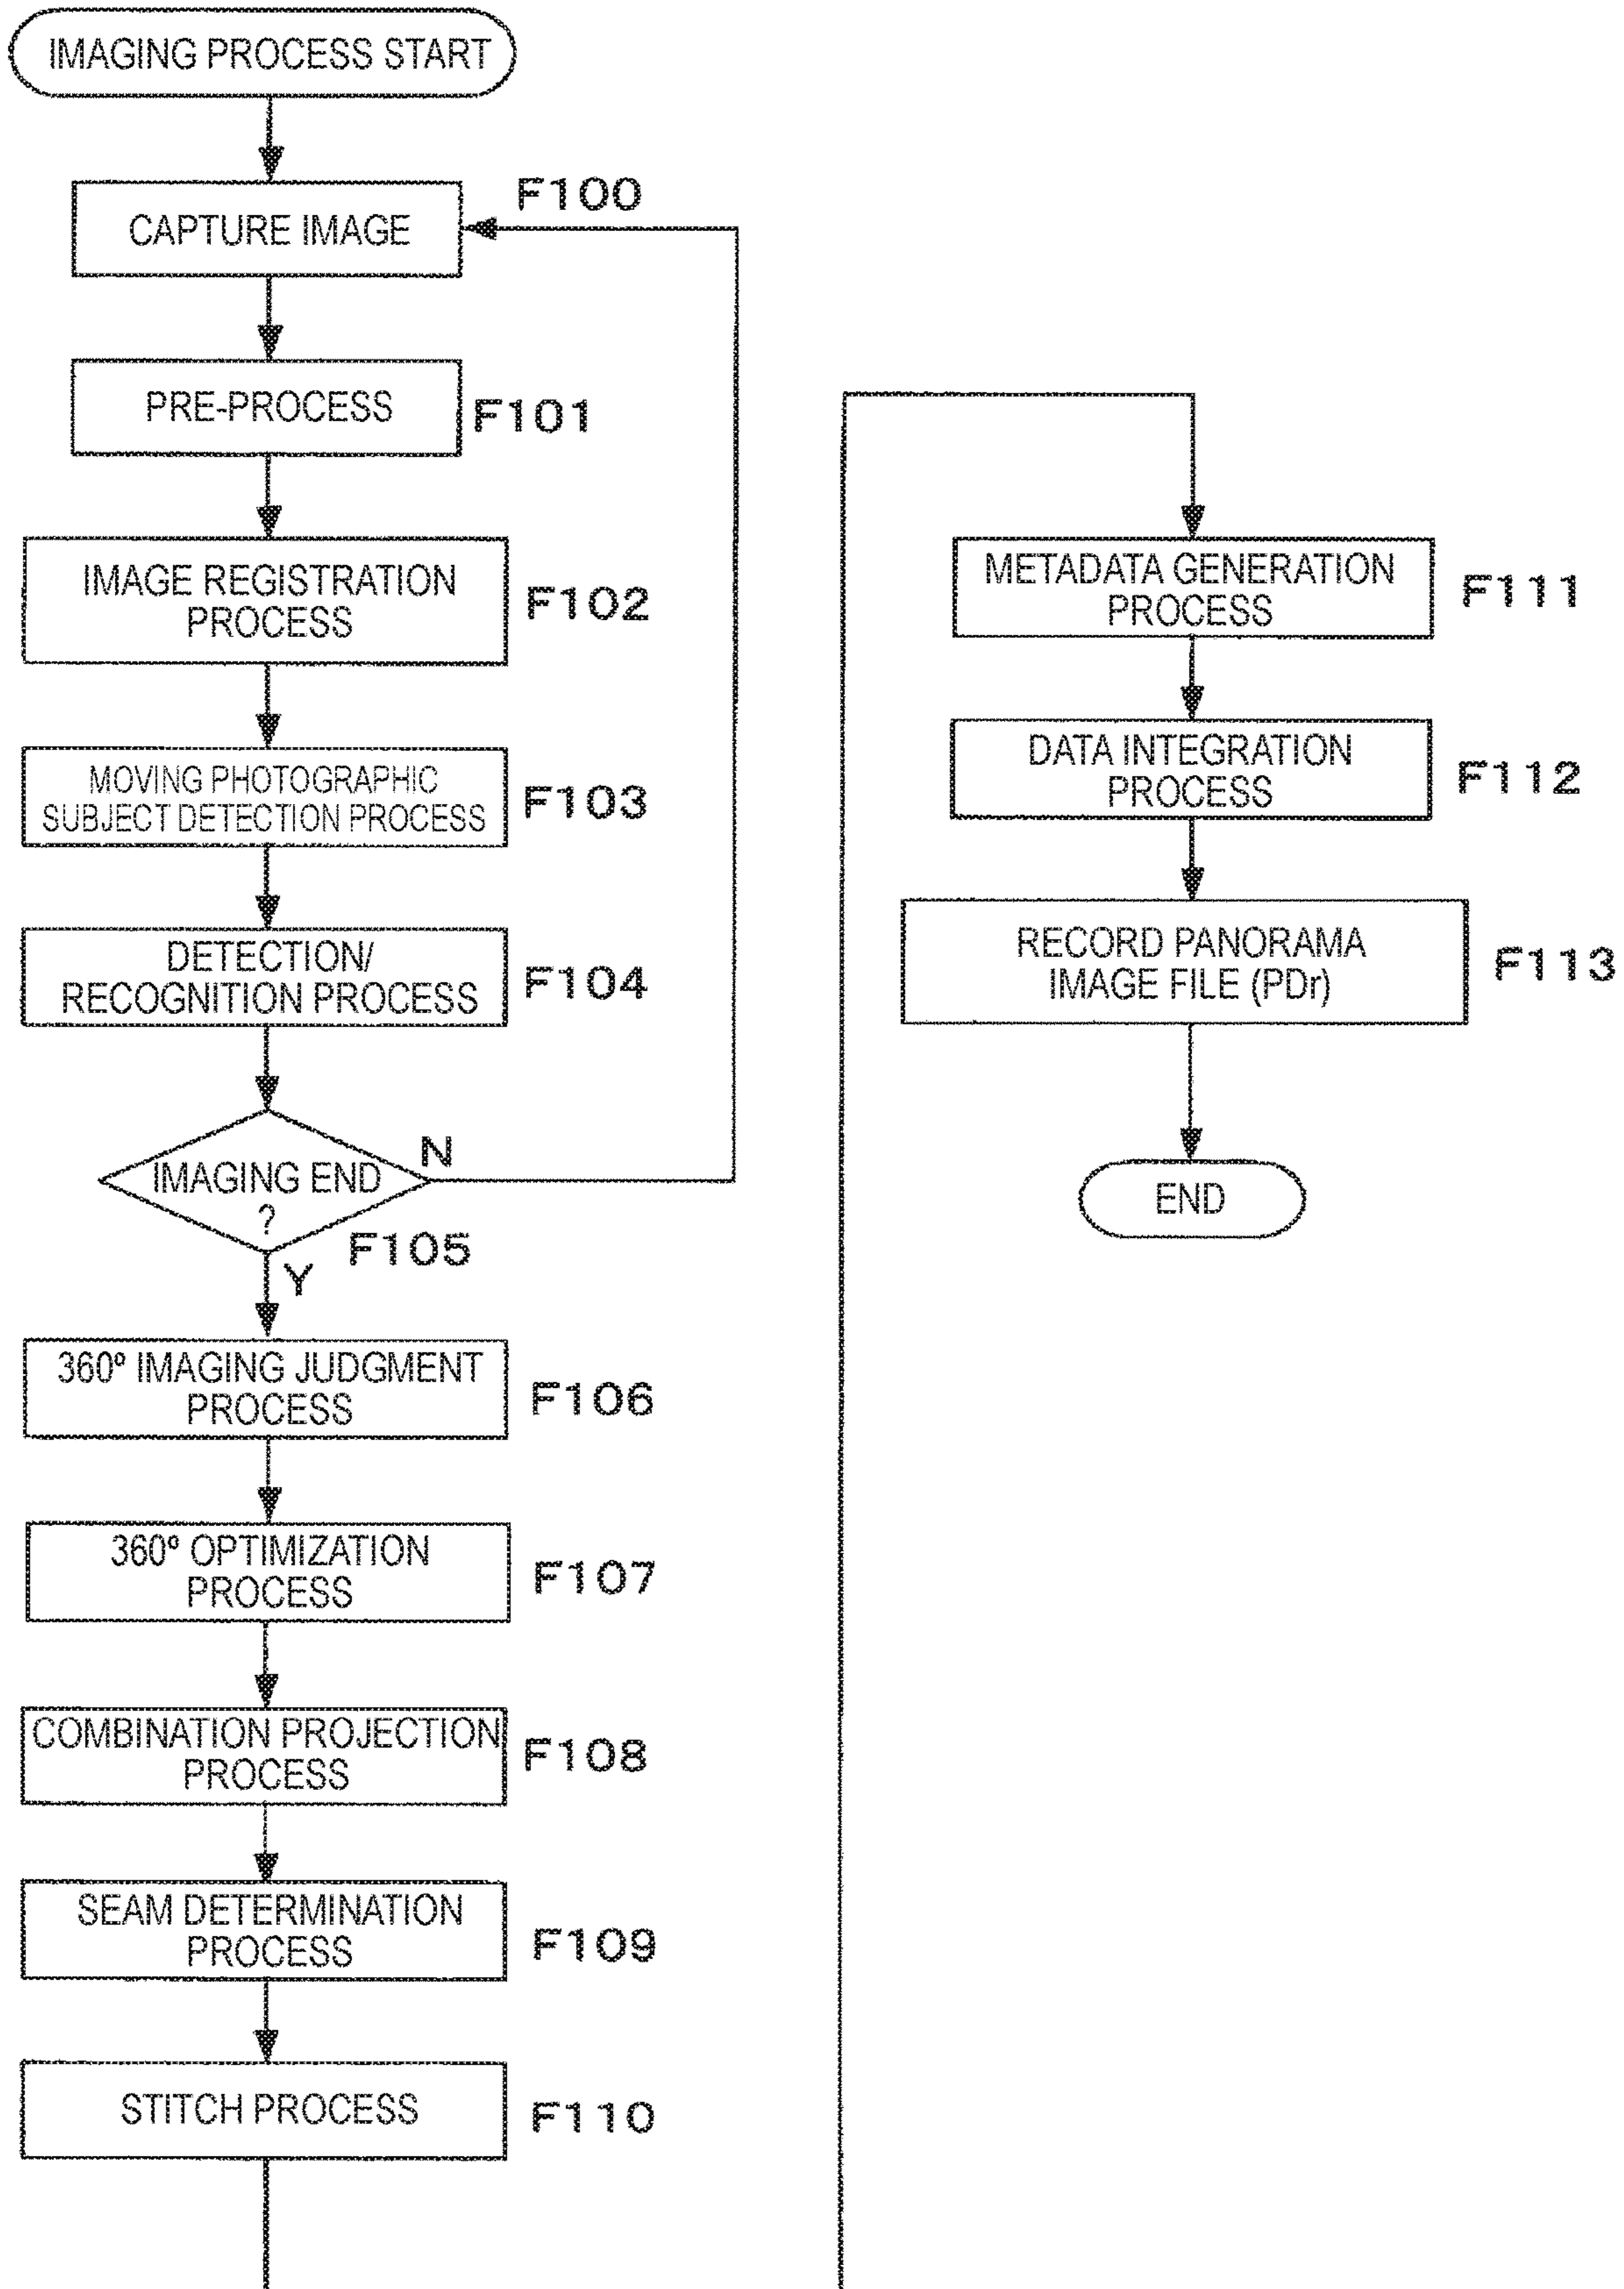 IMAGING PROCESS START
F100
CAPTURE IMAGE
PRE-PROCESS
F101
IMAGE REGISTRATION
PROCESS
F102
MOVING PHOTOGRAPHIC
SUBJECT DETECTION PROCESS
F103
DETECTION/
RECOGNITION PROCESS
F104
N
IMAGING END
?
F105
Y
360° IMAGING JUDGMENT
PROCESS
F106
360° OPTIMIZATION
PROCESS
F107
COMBINATION PROJECTION
PROCESS
F108
SEAM DETERMINATION
PROCESS
F109
STITCH PROCESS
F110
METADATA GENERATION
PROCESS
F111
DATA INTEGRATION
PROCESS
F112
RECORD PANORAMA
IMAGE FILE (PDr)
F113
END